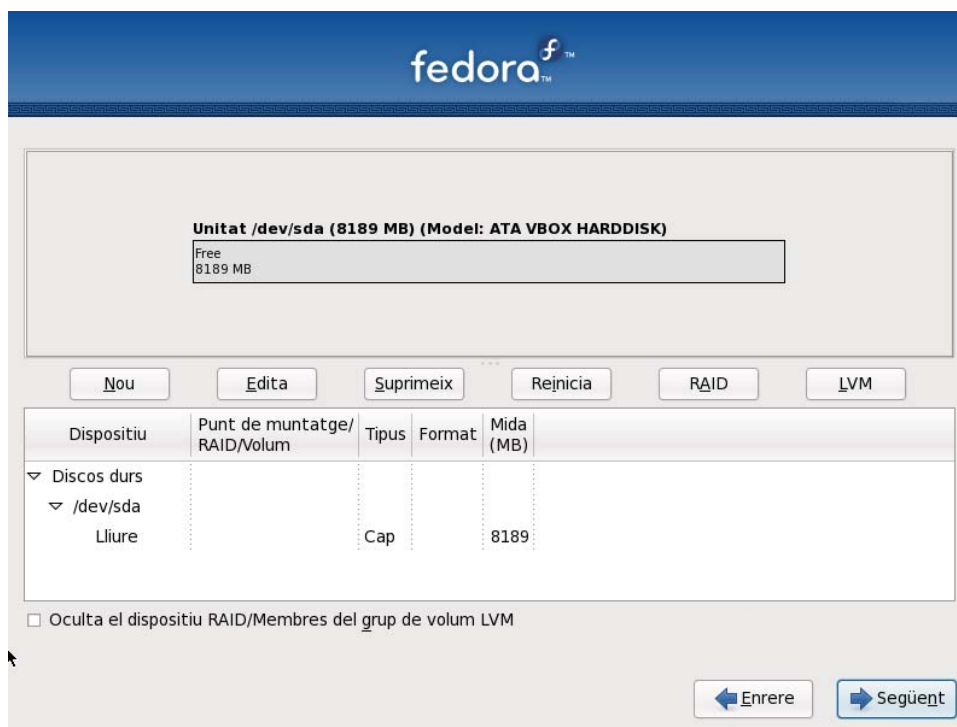 fedora™
Unitat /dev/sda (8189 MB) (Model: ATA VBOX HARDDISK)
Free
8189 MB
Nou
Edita
Suprimeix
Reinicia
RAID
LVM
Dispositiu
Punt de muntatge/
RAID/Volum
Tipus
Format
Mida
(MB)
Discos durs
/dev/sda
Lliure
Cap
8189
Oculta el dispositiu RAID/Membres del grup de volum LVM
Enrere
Següent